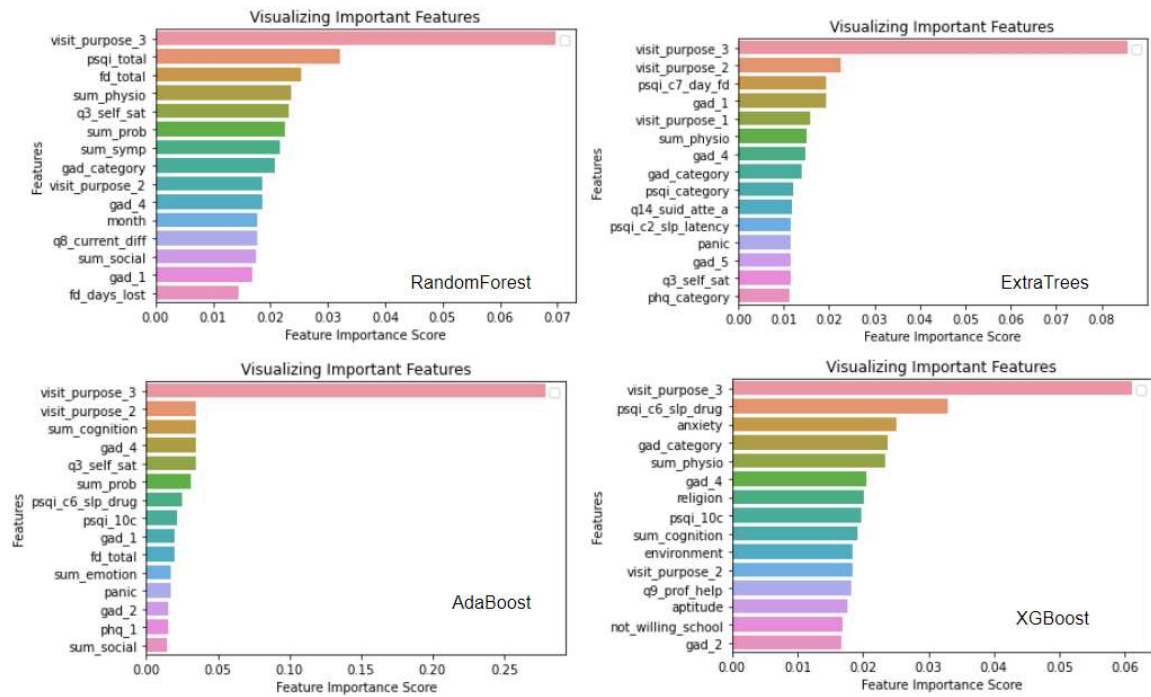 Visualizing Important Features
visit_purpose_3
psqi_total
fd_total
sum_physio
q3_self_sat
sum_prob
sum_symp
gad_category
visit_purpose_2
gad_4
month
q8_current_diff
sum_social
gad_1
fd_days_lost
Features
RandomForest
0.00 0.01 0.02 0.03 0.04 0.05 0.06 0.07
Feature Importance Score
Visualizing Important Features
visit_purpose_3
visit_purpose_2
psqi_c7_day_fd
gad_1
visit_purpose_1
sum_physio
gad_4
gad_category
psqi_category
q14_suid_atte_a
psqi_c2_slp_latency
panic
gad_5
q3_self_sat
phq_category
Features
ExtraTrees
0.00 0.01 0.02 0.03 0.04 0.05 0.06 0.07 0.08
Feature Importance Score
Visualizing Important Features
visit_purpose_3
visit_purpose_2
sum_cognition
gad_4
q3_self_sat
sum_prob
psqi_c6_slp_drug
psqi_10c
gad_1
fd_total
sum_emotion
panic
gad_2
phq_1
sum_social
Features
AdaBoost
0.00 0.05 0.10 0.15 0.20 0.25
Feature Importance Score
Visualizing Important Features
visit_purpose_3
psqi_c6_slp_drug
anxiety
gad_category
sum_physio
gad_4
religion
psqi_10c
sum_cognition
environment
visit_purpose_2
q9_prof_help
aptitude
not_willing_school
gad_2
Features
XGBoost
0.00 0.01 0.02 0.03 0.04 0.05 0.06
Feature Importance Score